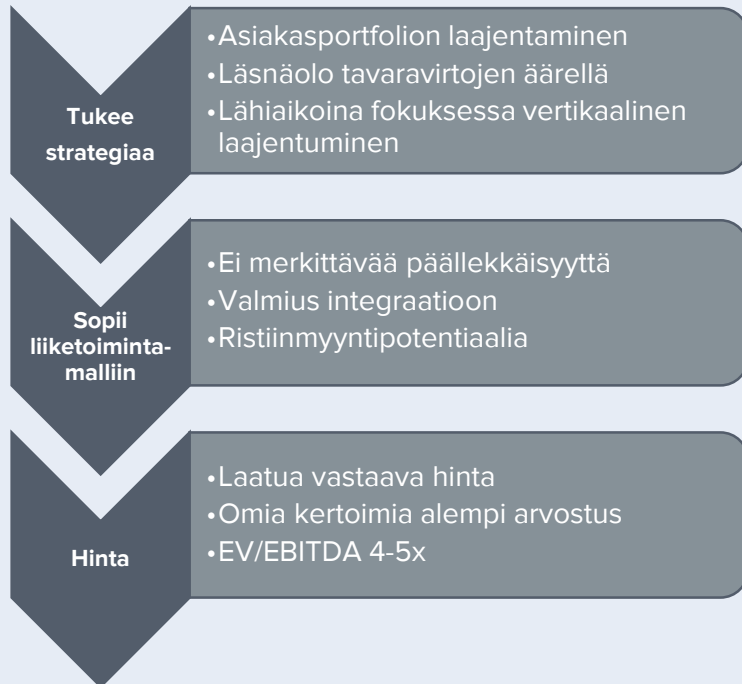 Tukee
strategiaa
•Asiakasportfolion laajentaminen
•Läsnäolo tavaravirtojen äärellä
•Lähiaikoina fokuksessa vertikaalinen
laajentuminen
Sopii
liiketoiminta-
malliin
•Ei merkittävää päällekkäisyyttä
•Valmius integraatioon
•Ristiinmyyntipotentiaalia
Hinta
•Laatua vastaava hinta
•Omia kertoimia alempi arvostus
•EV/EBITDA 4-5x